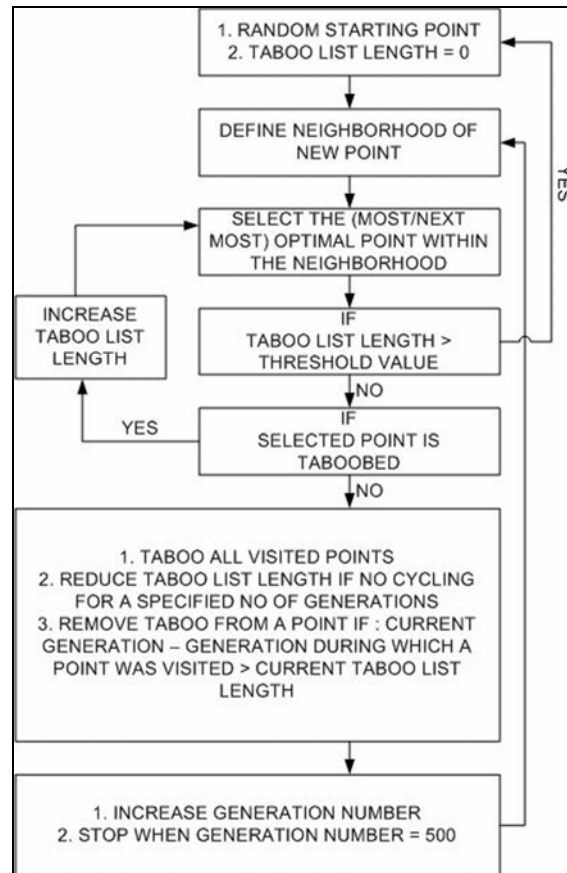 1. RANDOM STARTING POINT
2. TABOO LIST LENGTH = 0
DEFINE NEIGHBORHOOD OF
NEW POINT
YES
SELECT THE (MOST/NEXT
MOST) OPTIMAL POINT WITHIN
THE NEIGHBORHOOD
INCREASE
TABOO LIST
LENGTH
IF
TABOO LIST LENGTH >
THRESHOLD VALUE
NO
YES
IF
SELECTED POINT IS
TABOOBED
NO
1. TABOO ALL VISITED POINTS
2. REDUCE TABOO LIST LENGTH IF NO CYCLING
FOR A SPECIFIED NO OF GENERATIONS
3. REMOVE TABOO FROM A POINT IF : CURRENT
GENERATION – GENERATION DURING WHICH A
POINT WAS VISITED > CURRENT TABOO LIST
LENGTH
1. INCREASE GENERATION NUMBER
2. STOP WHEN GENERATION NUMBER = 500